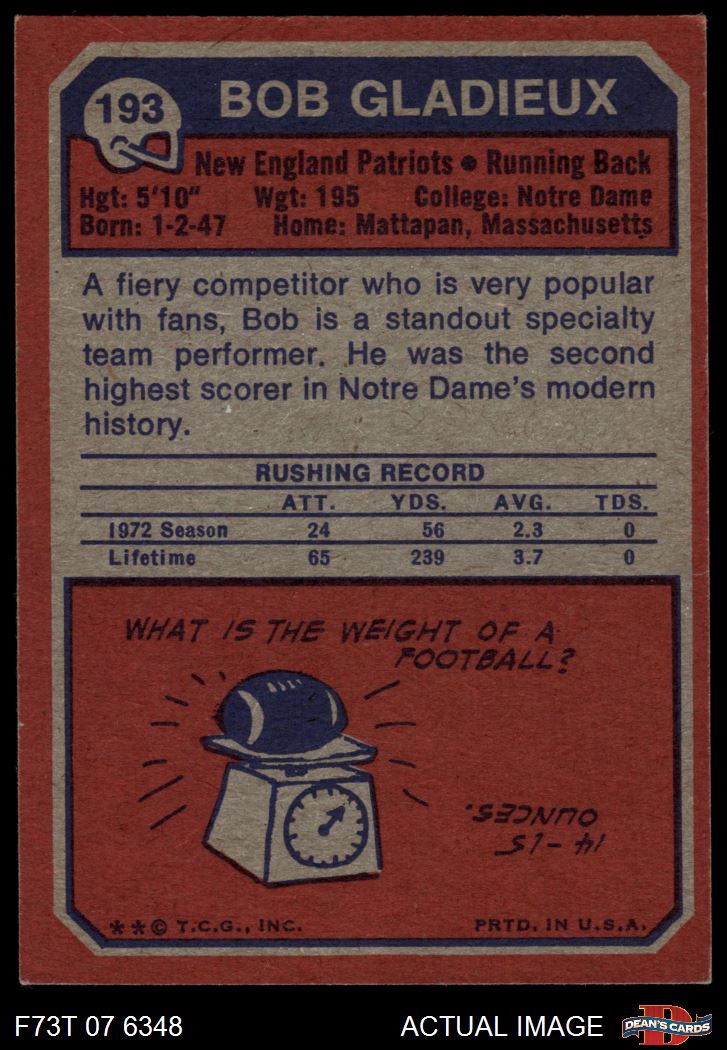 193
BOB GLADIEUX
New England Patriots • Running Back
Hgt: 5'10" Wgt: 195 College: Notre Dame
Born: 1-2-47 Home: Mattapan, Massachusetts
A fiery competitor who is very popular
with fans, Bob is a standout specialty
team performer. He was the second
highest scorer in Notre Dame's modern
history.
RUSHING RECORD
ATT. YDS. AVG. TDS.
1972 Season 24 56 2.3 0
Lifetime 65 239 3.7 0
WHAT IS THE WEIGHT OF A
FOOTBALL?
14-15
OUNCES.
**© T.C.G., INC. PRTD. IN U.S.A.
F73T 07 6348 ACTUAL IMAGE D DEAN'S CARDS